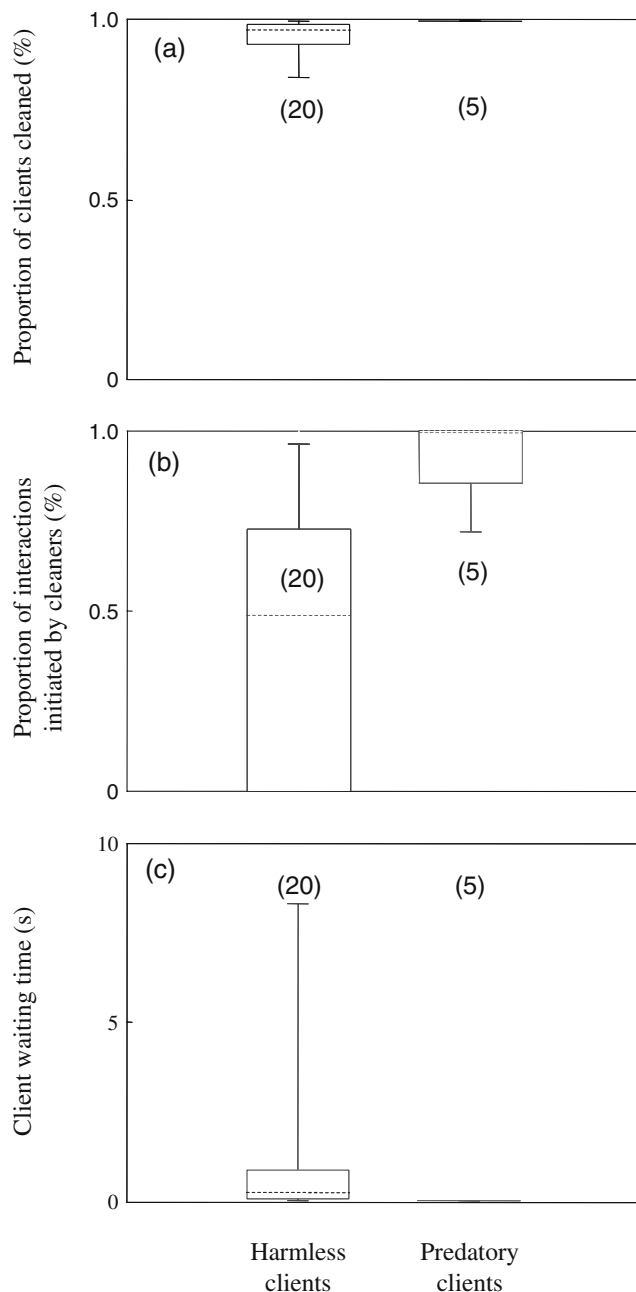 Proportion of clients cleaned (%)
1.0
0.5
0
(a)
(20)
(5)
Proportion of interactions
initiated by cleaners (%)
1.0
0.5
0
(b)
(20)
(5)
Client waiting time (s)
10
5
0
(c)
(20)
(5)
Harmless
clients
Predatory
clients